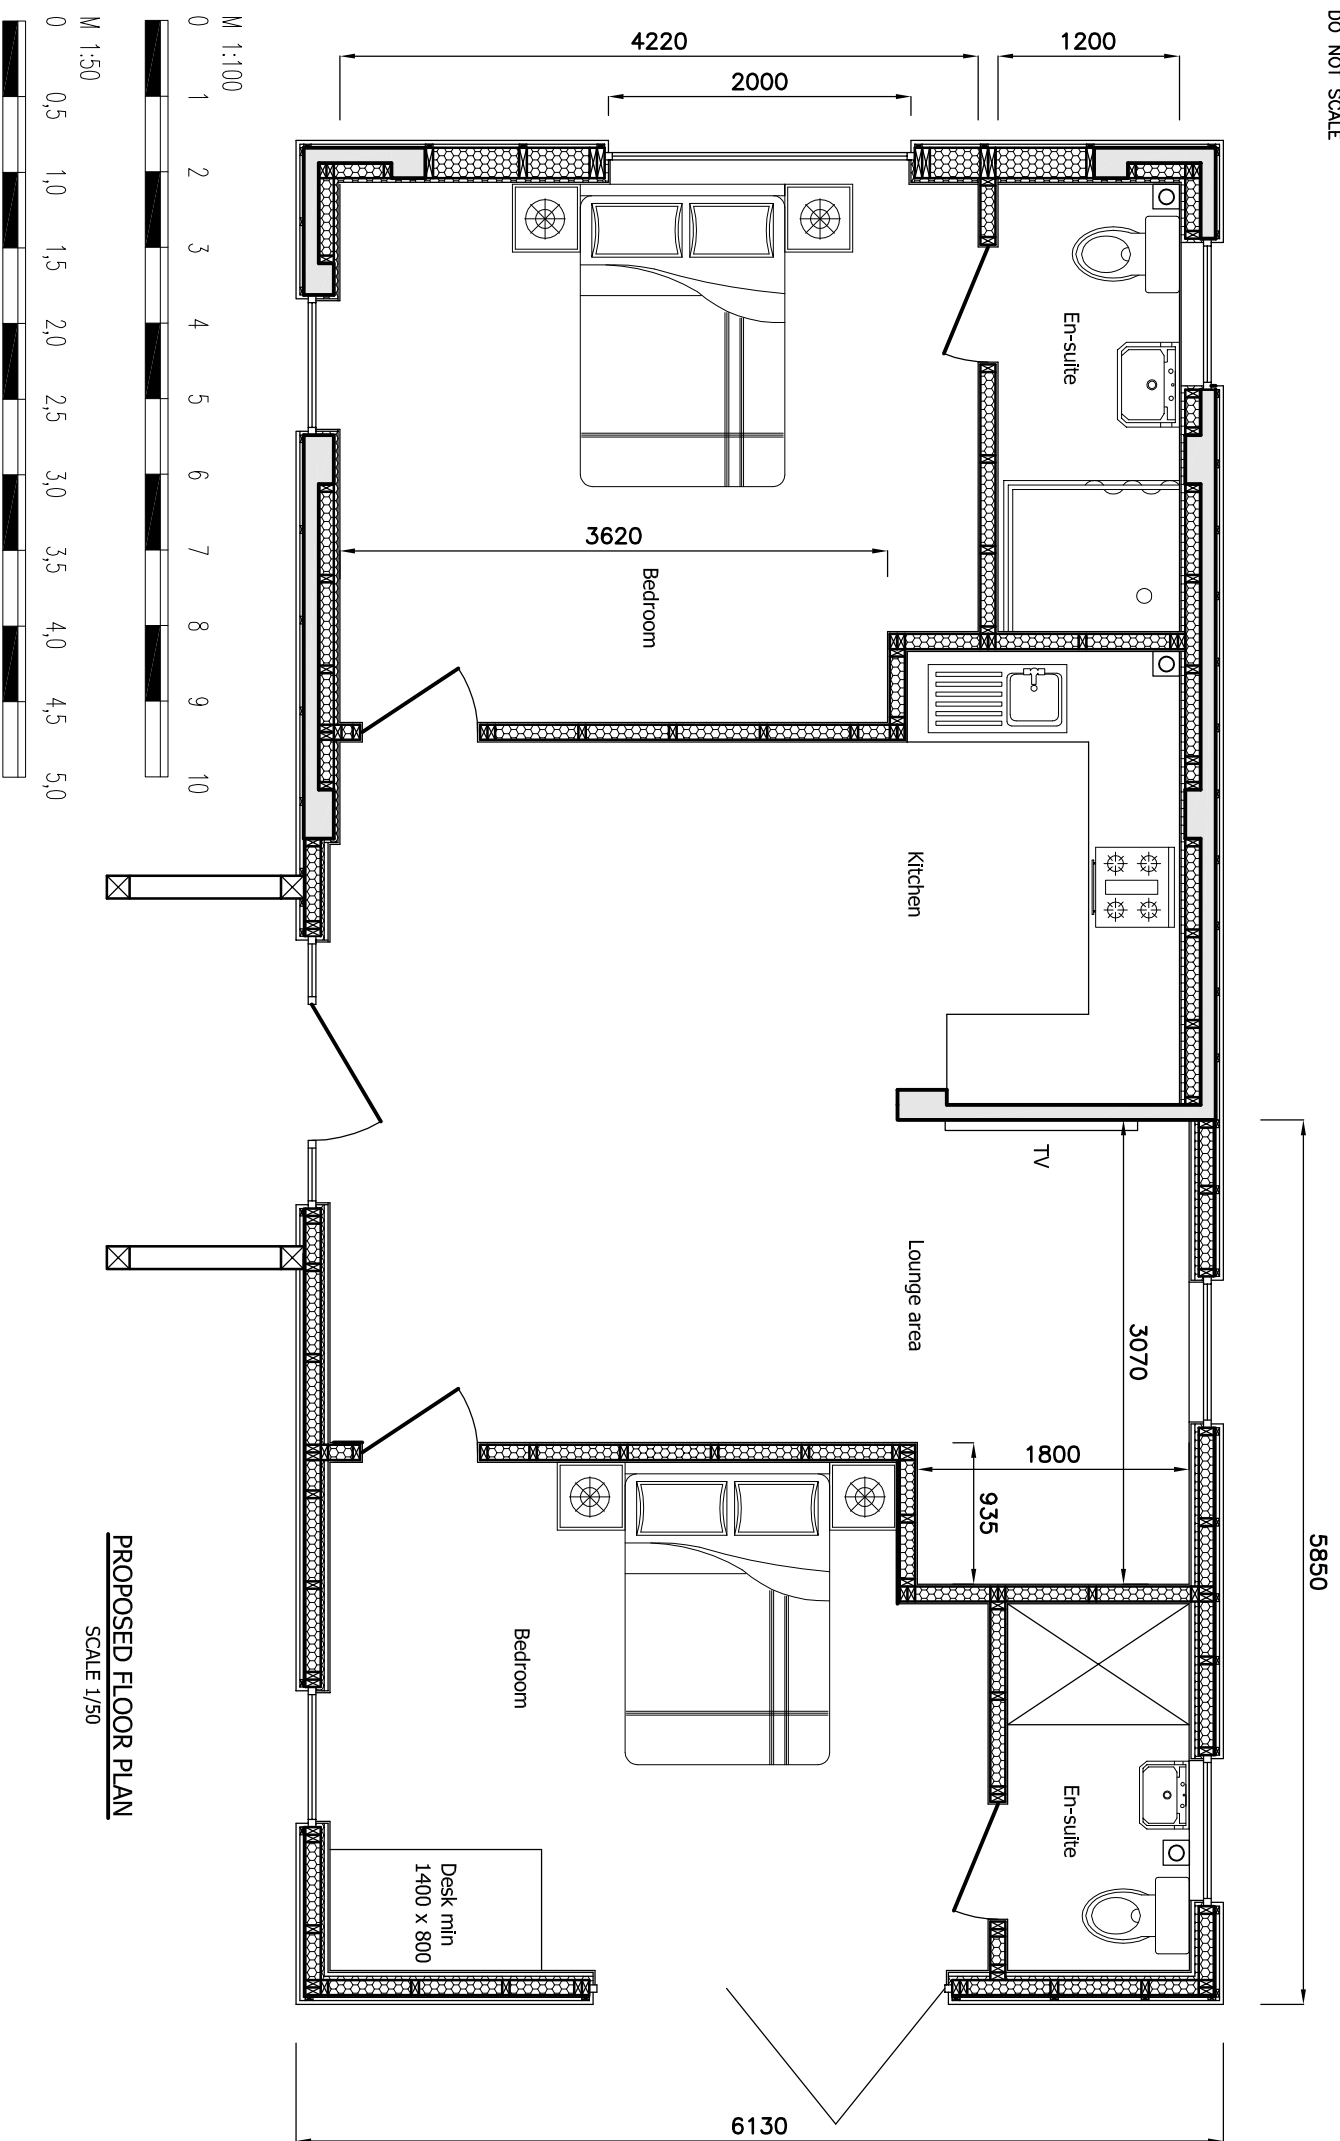 DO NOT SCALE
4220
1200
2000
M 1:100
0 1 2 3 4 5 6 7 8 9 10
M 1:50
0 0,5 1,0 1,5 2,0 2,5 3,0 3,5 4,0 4,5 5,0
En-suite
3620
Bedroom
Kitchen
TV
Lounge area
3070
1800
935
5850
Bedroom
En-suite
Desk min
1400 x 800
6130
PROPOSED FLOOR PLAN
SCALE 1/50